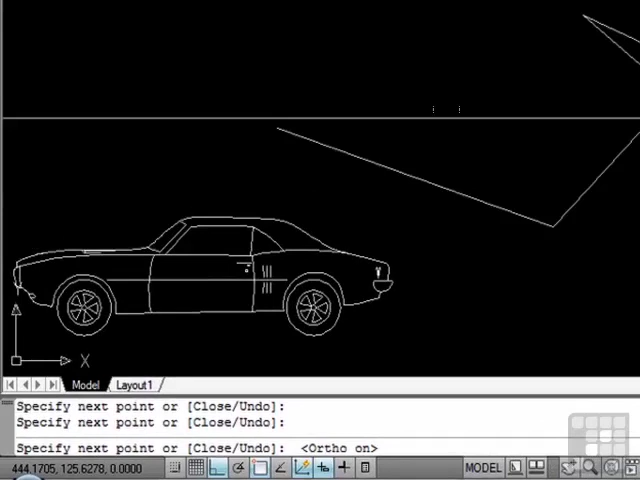 X
Model Layout1
Specify next point or [Close/Undo]:
Specify next point or [Close/Undo]:
Specify next point or [Close/Undo]:  <Ortho on>
444.1705, 125.6278, 0.0000 MODEL